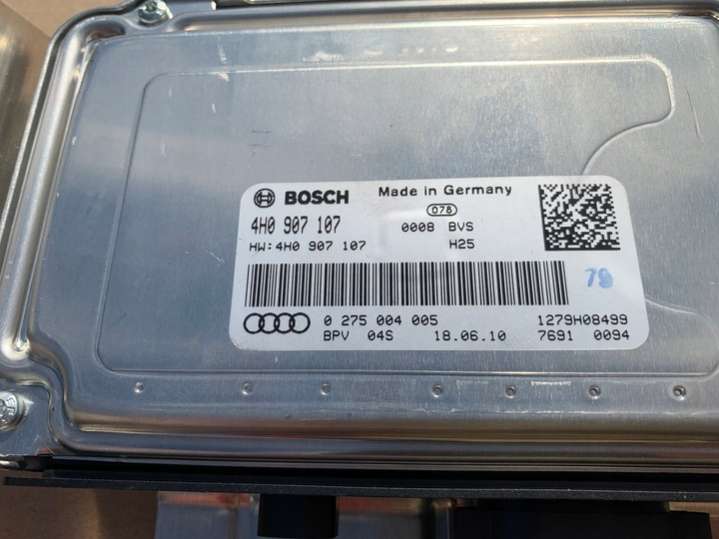 BOSCH Made in Germany
078
4H0 907 107 0008 BVS
HW:4H0 907 107 H25
79
0 275 004 005 1279H08499
BPV 04S 18.06.10 7691 0094